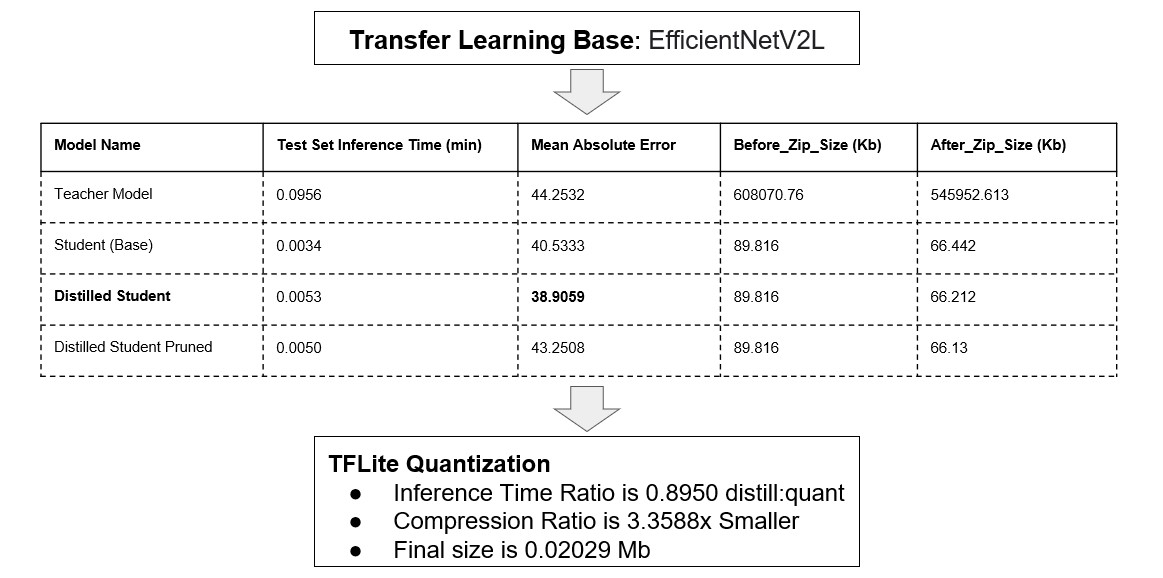 Transfer Learning Base: EfficientNetV2L
Model Name Test Set Inference Time (min) Mean Absolute Error Before_Zip_Size (Kb) After_Zip_Size (Kb)
Teacher Model 0.0956 44.2532 608070.76 545952.613
Student (Base) 0.0034 40.5333 89.816 66.442
Distilled Student 0.0053 38.9059 89.816 66.212
Distilled Student Pruned 0.0050 43.2508 89.816 66.13
TFLite Quantization
● Inference Time Ratio is 0.8950 distill:quant
● Compression Ratio is 3.3588x Smaller
● Final size is 0.02029 Mb